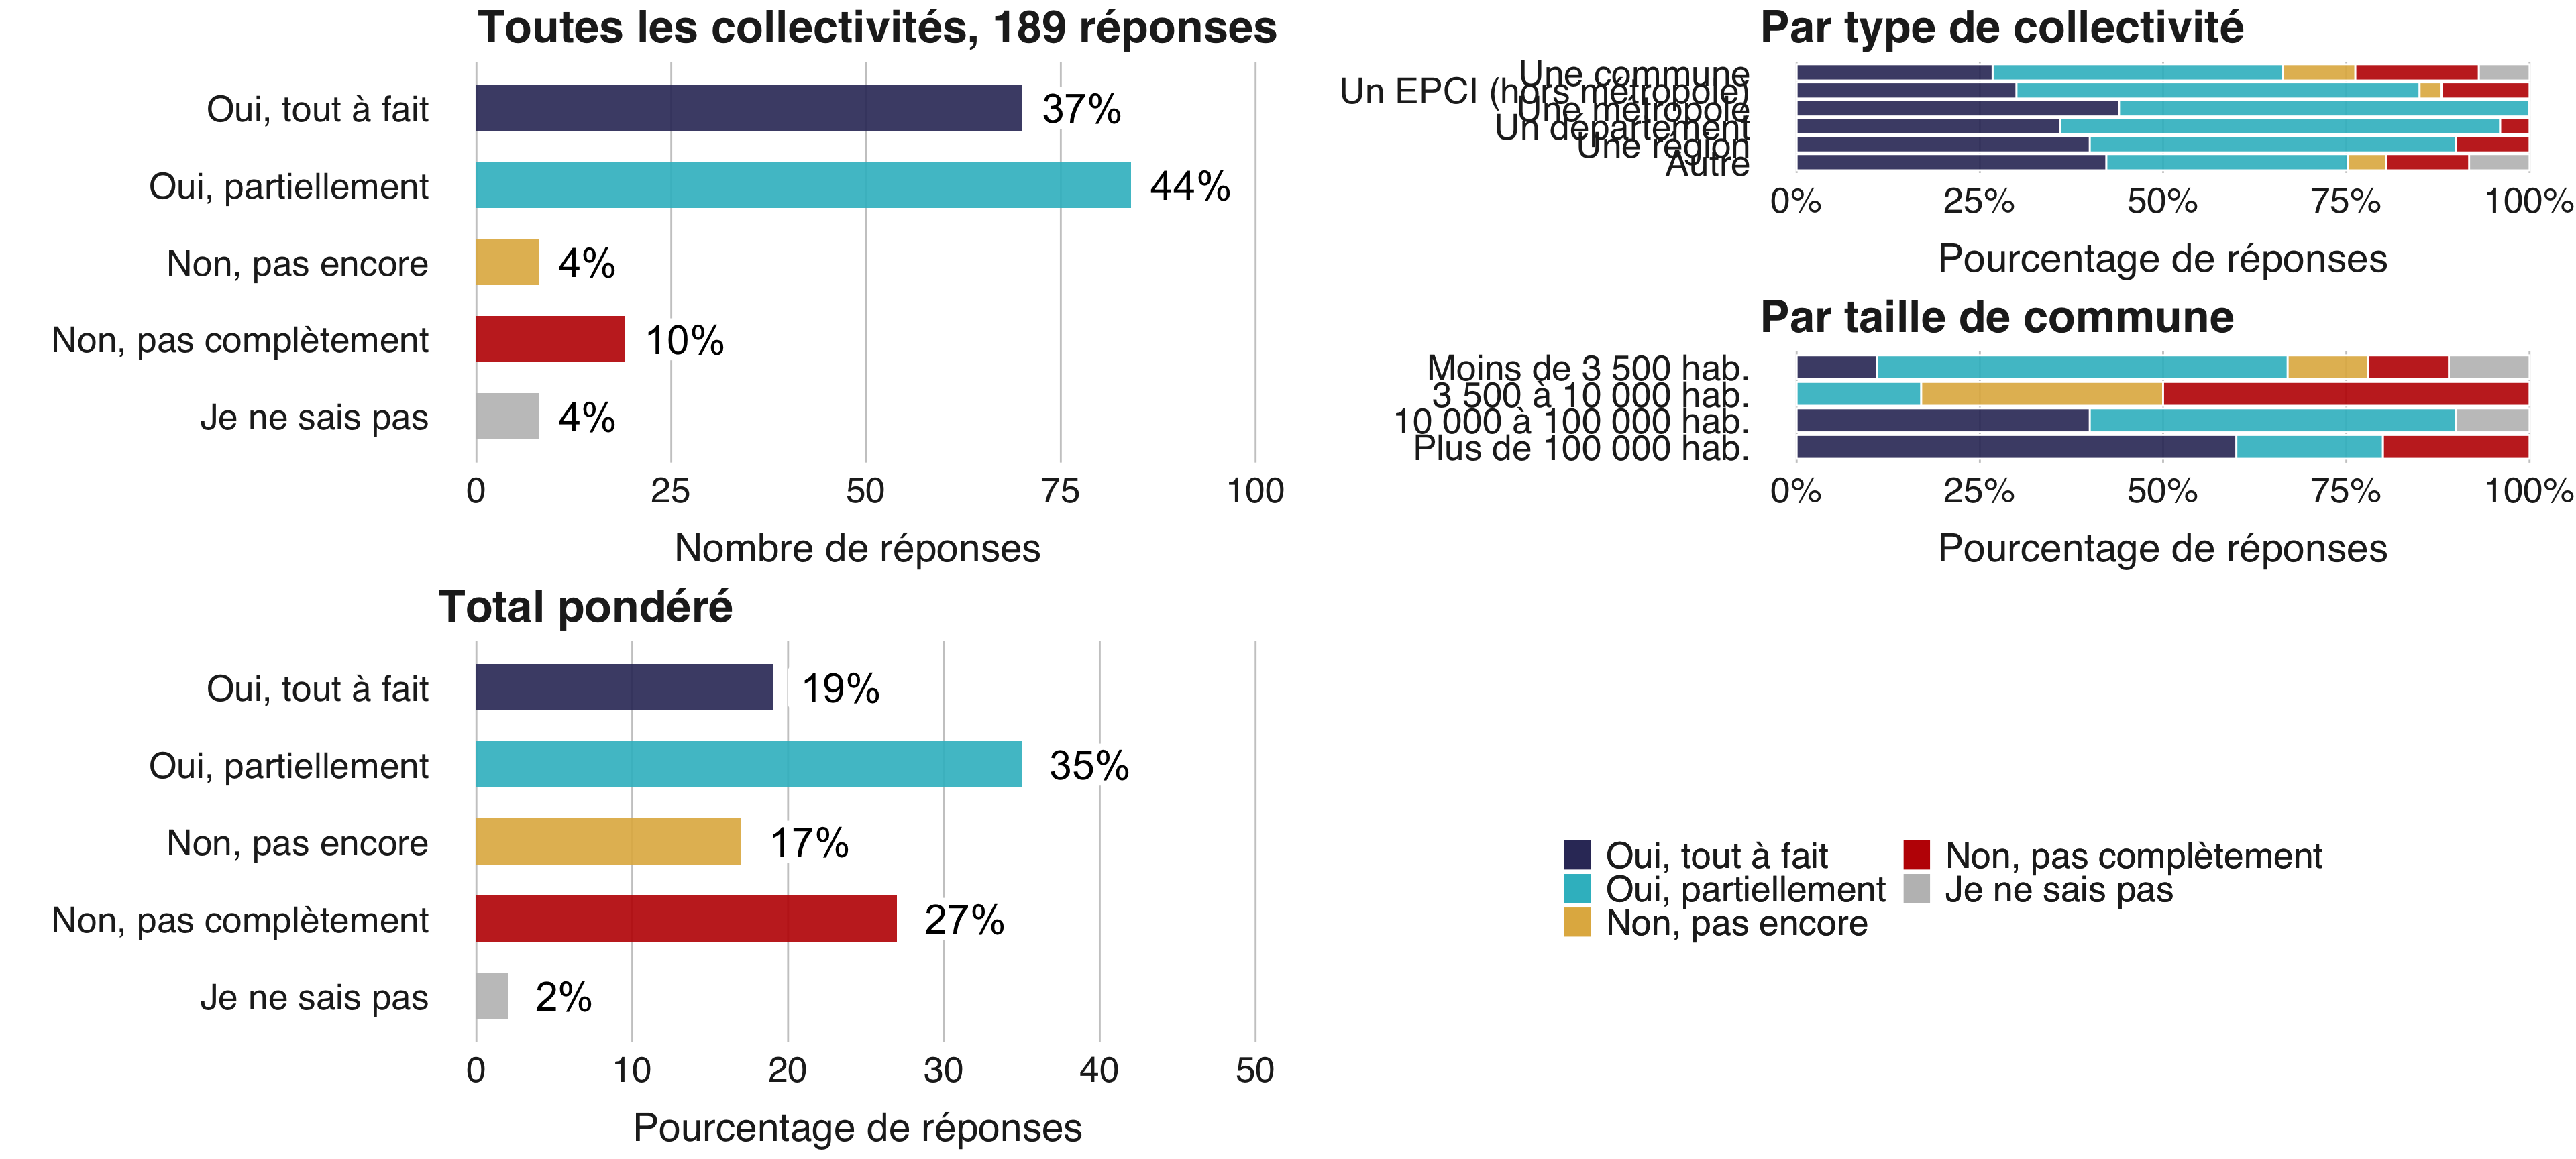 Toutes les collectivités, 189 réponses
Oui, tout à fait
37%
Oui, partiellement
44%
Non, pas encore
4%
Non, pas complètement
10%
Je ne sais pas
4%
0 25 50 75 100
Nombre de réponses
Total pondéré
Oui, tout à fait
19%
Oui, partiellement
35%
Non, pas encore
17%
Non, pas complètement
27%
Je ne sais pas
2%
0 10 20 30 40 50
Pourcentage de réponses
Par type de collectivité
Une commune
Un EPCI (hors métropole)
Une métropole
Un département
Une région
Autre
0% 25% 50% 75% 100%
Pourcentage de réponses
Par taille de commune
Moins de 3 500 hab.
3 500 à 10 000 hab.
10 000 à 100 000 hab.
Plus de 100 000 hab.
0% 25% 50% 75% 100%
Pourcentage de réponses
Oui, tout à fait
Oui, partiellement
Non, pas encore
Non, pas complètement
Je ne sais pas